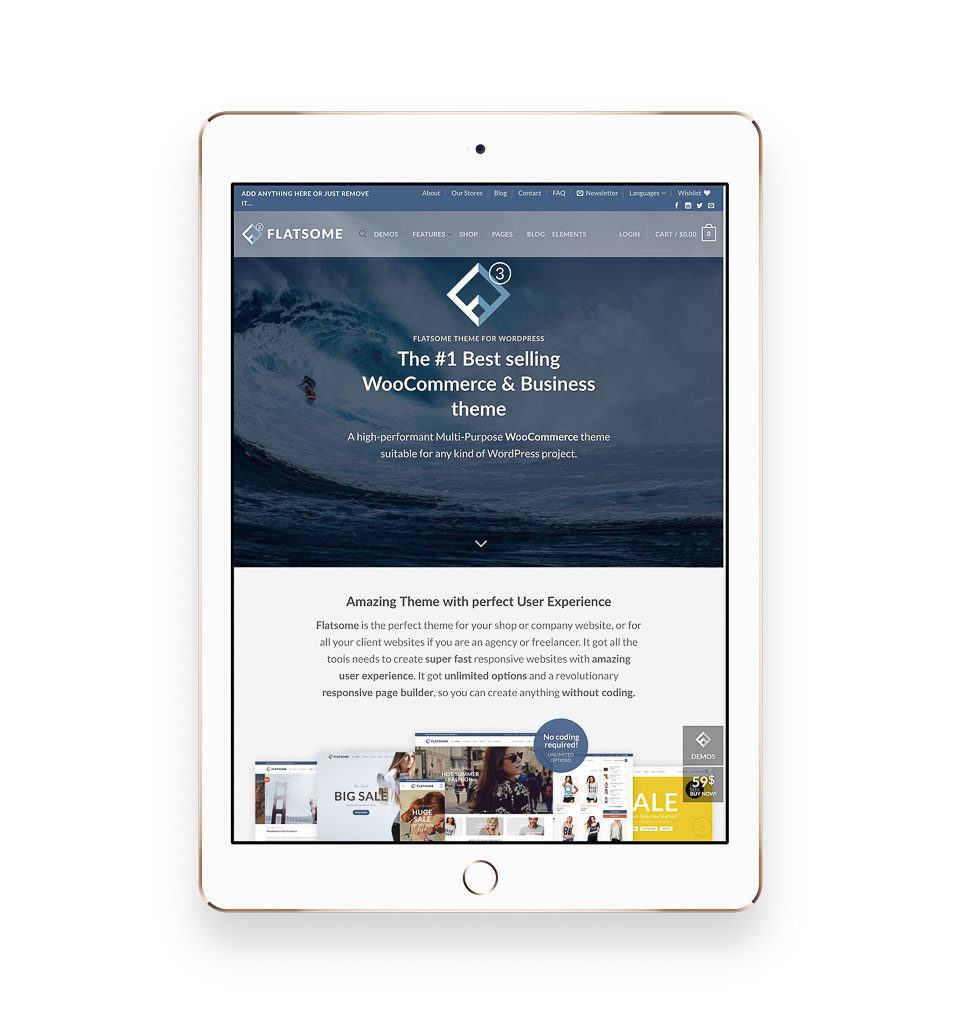 ADD ANYTHING HERE OR JUST REMOVE
IT...
About Our Stores Blog Contact FAQ Newsletter Languages Wishlist
3 FLATSOME DEMOS FEATURES SHOP PAGES BLOG ELEMENTS LOGIN CART / $0.00 0
3
FLATSOME THEME FOR WORDPRESS
The #1 Best selling
WooCommerce & Business
theme
A high-performant Multi-Purpose WooCommerce theme
suitable for any kind of WordPress project.
Amazing Theme with perfect User Experience
Flatsome is the perfect theme for your shop or company website, or for
all your client websites if you are an agency or freelancer. It got all the
tools needs to create super fast responsive websites with amazing
user experience. It got unlimited options and a revolutionary
responsive page builder, so you can create anything without coding.
No coding
required!
UNLIMITED
OPTIONS
DEMOS
59$
BUY NOW!
FLATSOME
BIG SALE
FLATSOME
HOT SUMMER
FASHION
FLATSOME
HUGE
SALE
ALE